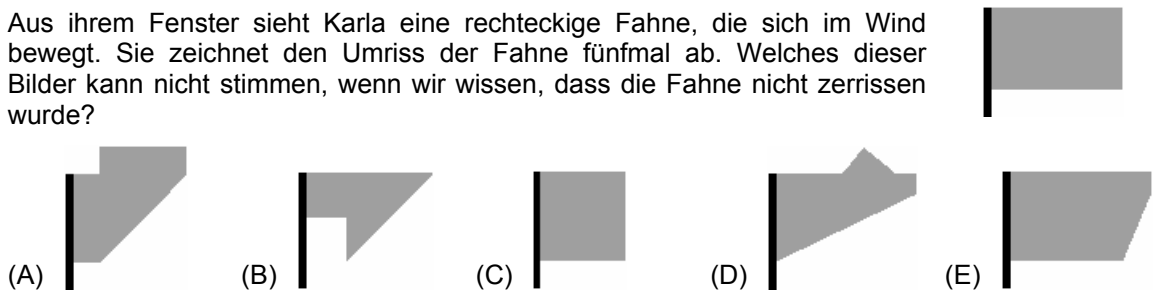 Aus ihrem Fenster sieht Karla eine rechteckige Fahne, die sich im Wind
bewegt. Sie zeichnet den Umriss der Fahne fünfmal ab. Welches dieser
Bilder kann nicht stimmen, wenn wir wissen, dass die Fahne nicht zerrissen
wurde?
(A) (B) (C) (D) (E)